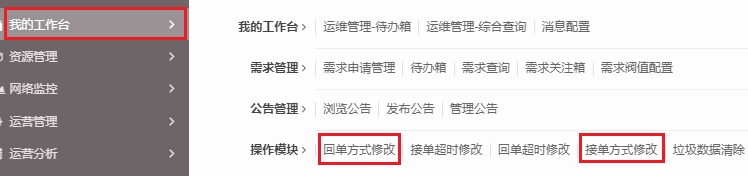 我的工作台
资源管理
网络监控
运营管理
运营分析
我的工作台 运维管理-待办箱 运维管理-综合查询 消息配置
需求管理 需求申请管理 待办箱 需求查询 需求关注箱 需求阀值配置
公告管理 浏览公告 发布公告 管理公告
操作模块 回单方式修改 接单超时修改 回单超时修改 接单方式修改 垃圾数据清除